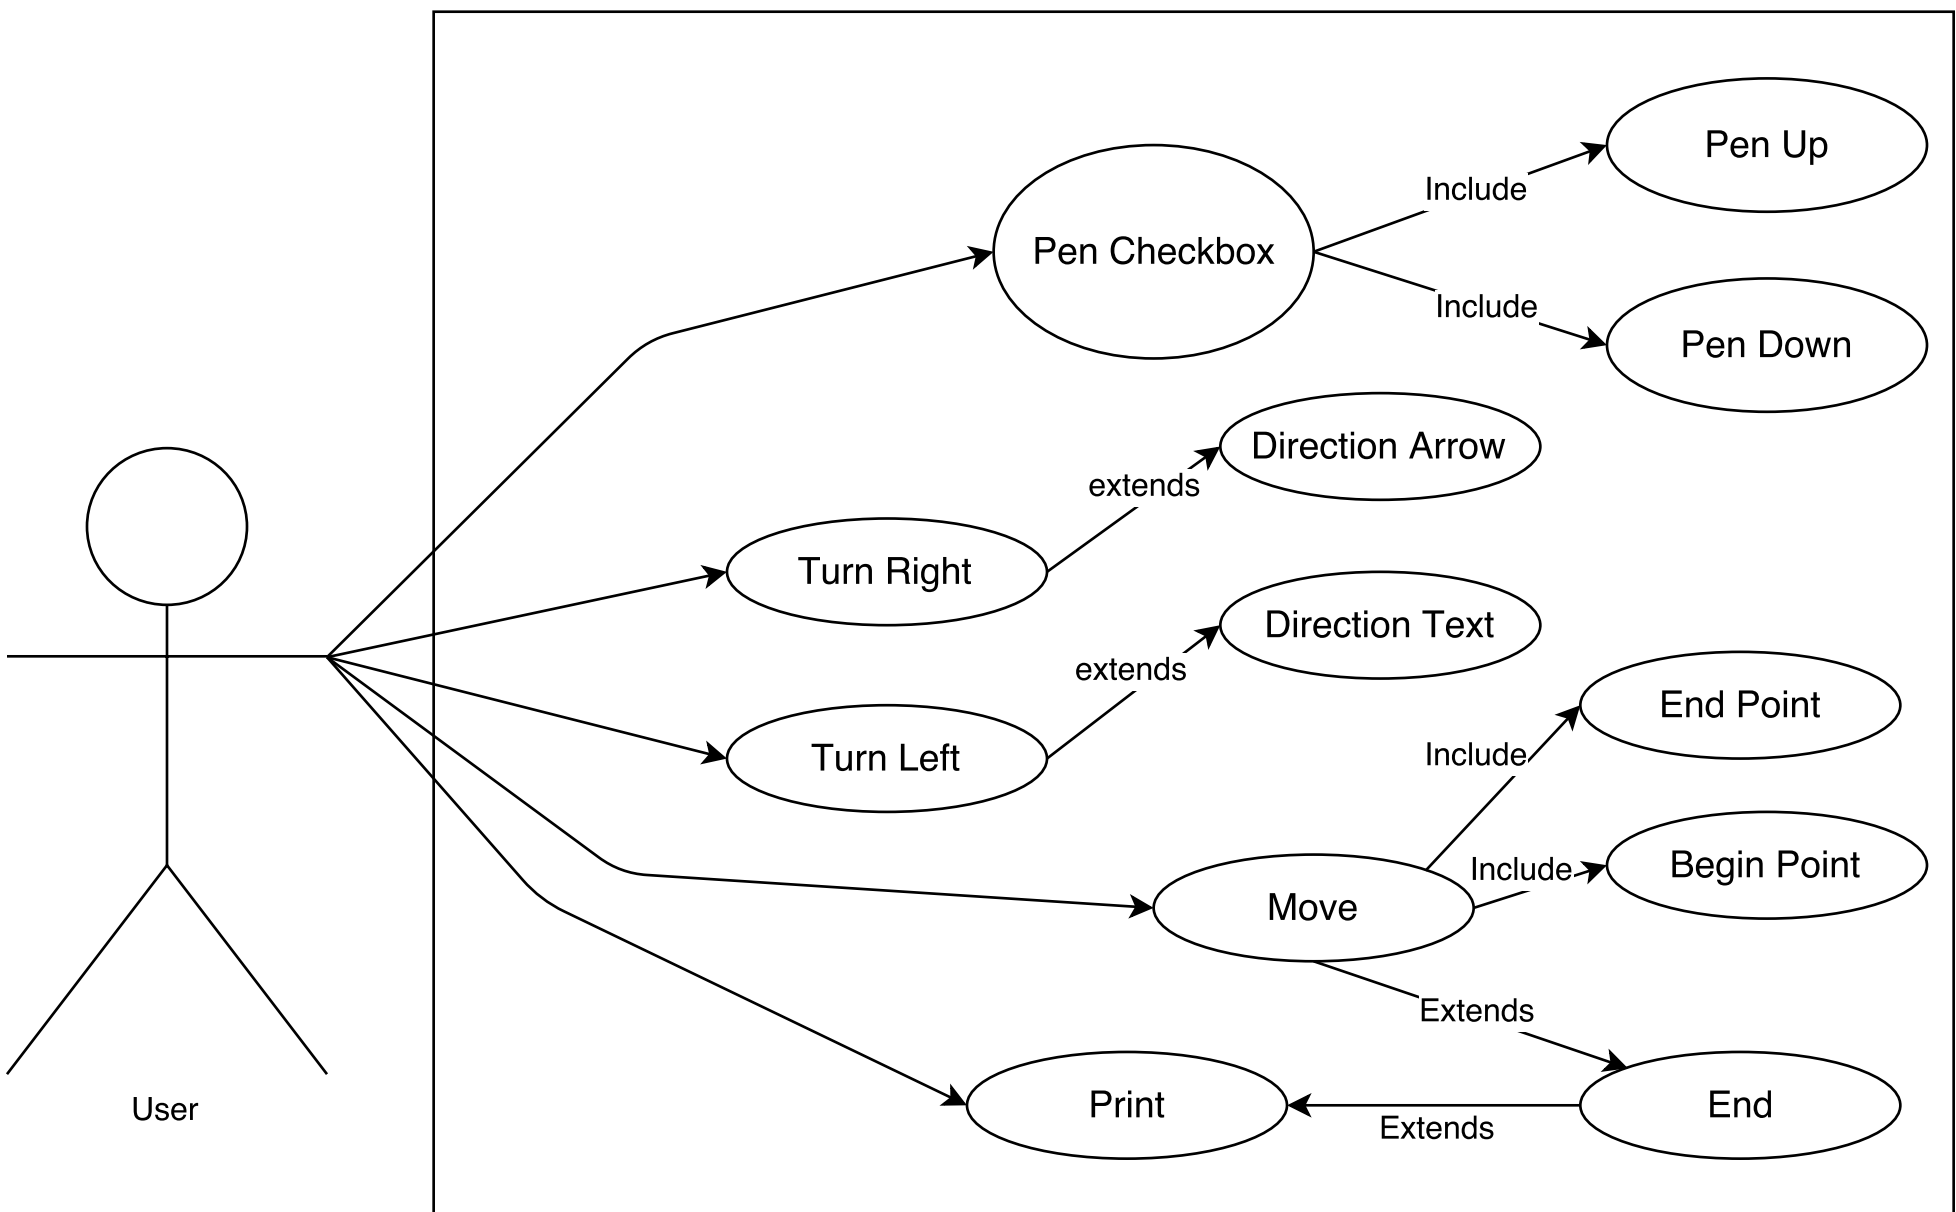 Pen Up
Include
Pen Checkbox
Include
Pen Down
Direction Arrow
extends
Turn Right
Direction Text
extends
End Point
Turn Left
Include
Begin Point
Include
Move
Extends
Print
End
User
Extends